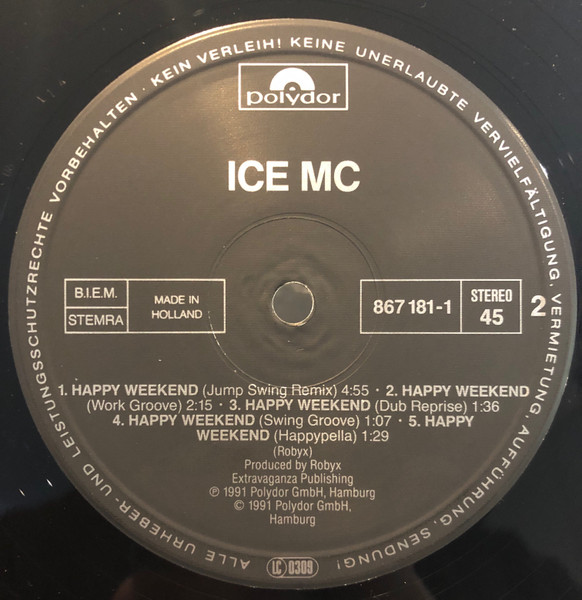 ALLE URHEBER- UND LEISTUNGSSCHUTZRECHTE VORBEHALTEN · KEIN VERLEIH! KEINE UNERLAUBTE VERVIELFÄLTIGUNG, VERMIETUNG, AUFFÜHRUNG, SENDUNG!
polydor
ICE MC
B.I.E.M.
STEMRA
MADE IN
HOLLAND
867 181-1
STEREO
45
2
1. HAPPY WEEKEND (Jump Swing Remix) 4:55 · 2. HAPPY WEEKEND
(Work Groove) 2:15 · 3. HAPPY WEEKEND (Dub Reprise) 1:36
4. HAPPY WEEKEND (Swing Groove) 1:07 · 5. HAPPY
WEEKEND (Happypella) 1:29
(Robyx)
Produced by Robyx
Extravaganza Publishing
℗ 1991 Polydor GmbH, Hamburg
© 1991 Polydor GmbH,
Hamburg
LC 0309